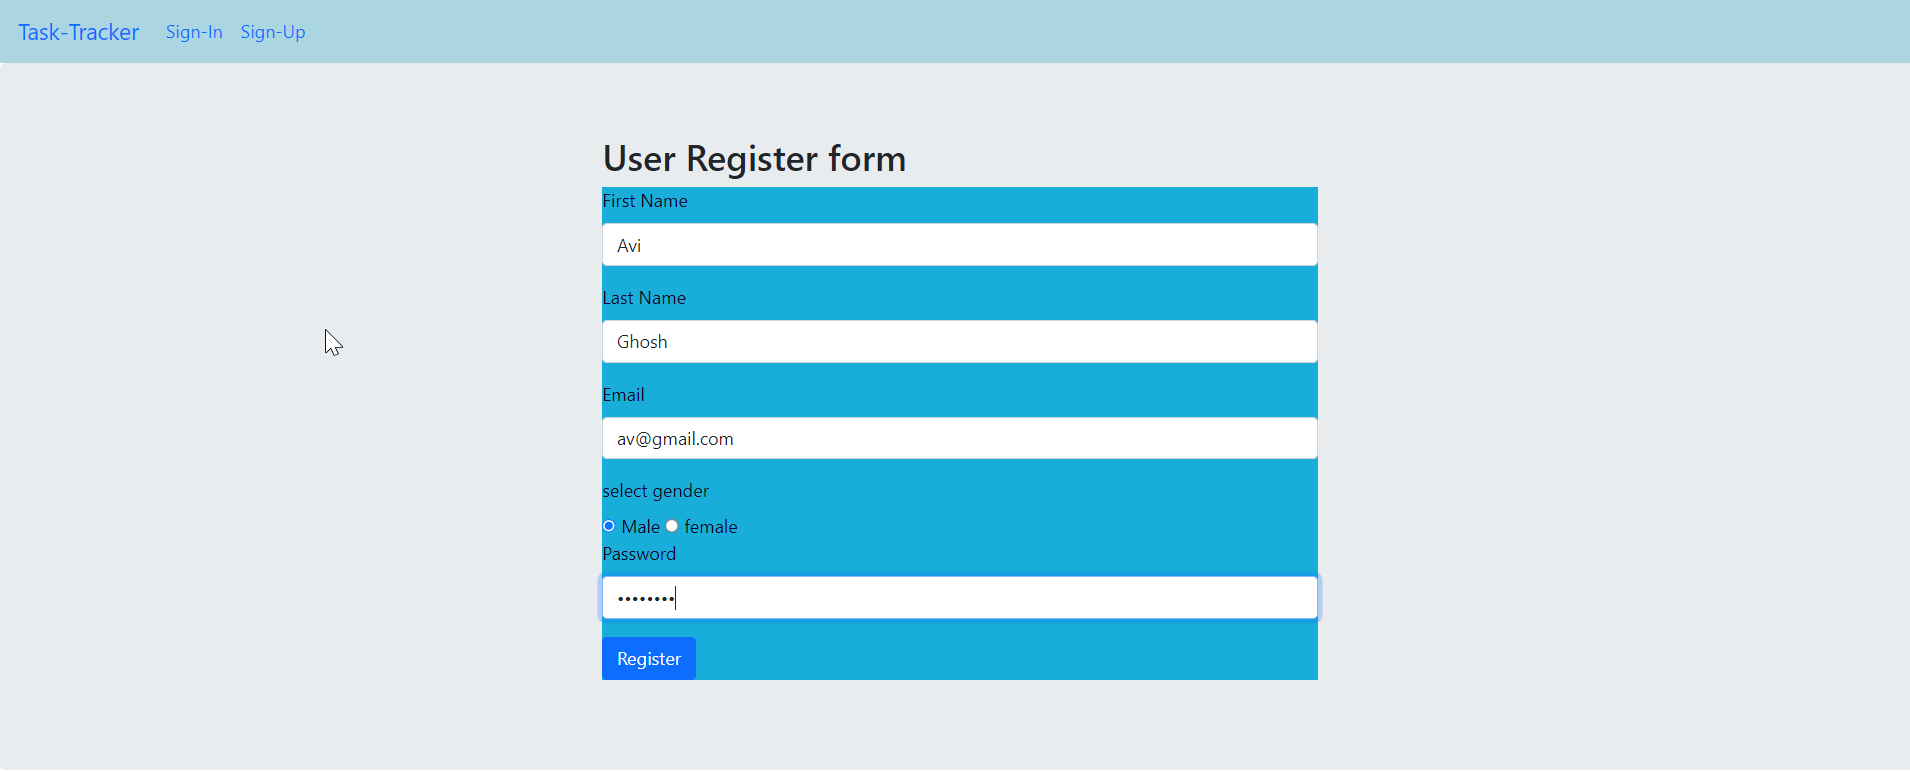 Task-Tracker Sign-In Sign-Up
User Register form
First Name
Avi
Last Name
Ghosh
Email
av@gmail.com
select gender
Male female
Password
••••••••
Register